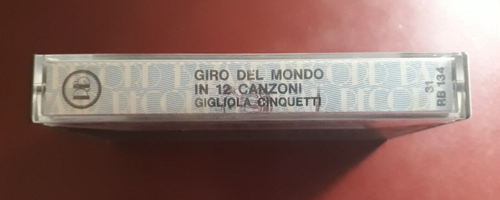 GIRO DEL MONDO
IN 12 CANZONI
GIGLIOLA CINQUETTI
31
RB 134